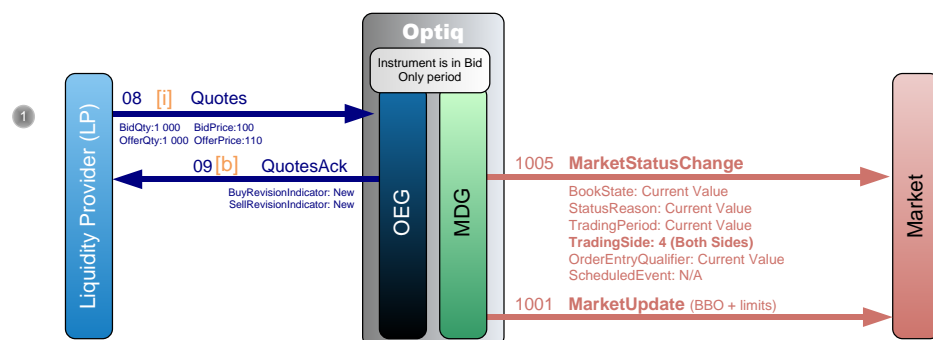 Optiq
Instrument is in Bid
Only period
1
Liquidity Provider (LP)
08 [i] Quotes
BidQty:1 000 BidPrice:100
OfferQty:1 000 OfferPrice:110
09 [b] QuotesAck
BuyRevisionIndicator: New
SellRevisionIndicator: New
OEG
MDG
1005 MarketStatusChange
BookState: Current Value
StatusReason: Current Value
TradingPeriod: Current Value
TradingSide: 4 (Both Sides)
OrderEntryQualifier: Current Value
ScheduledEvent: N/A
1001 MarketUpdate (BBO + limits)
Market